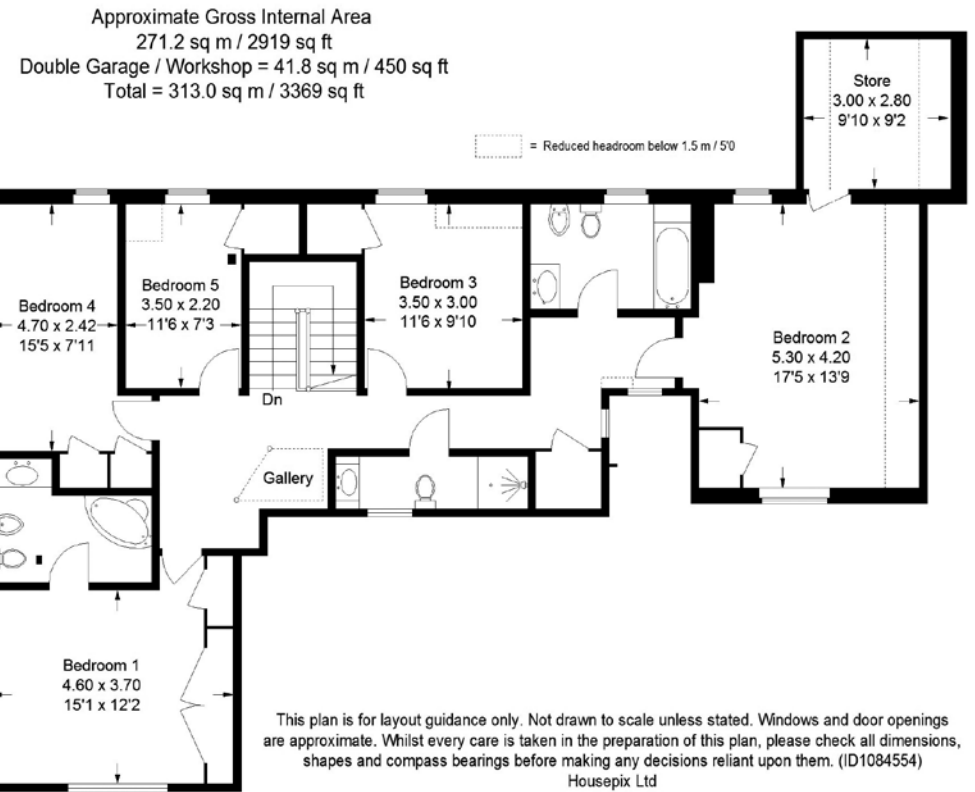 Approximate Gross Internal Area
271.2 sq m / 2919 sq ft
Double Garage / Workshop = 41.8 sq m / 450 sq ft
Total = 313.0 sq m / 3369 sq ft
= Reduced headroom below 1.5 m / 5'0
Store
3.00 x 2.80
9'10 x 9'2
Bedroom 4
4.70 x 2.42
15'5 x 7'11
Bedroom 5
3.50 x 2.20
11'6 x 7'3
Bedroom 3
3.50 x 3.00
11'6 x 9'10
Bedroom 2
5.30 x 4.20
17'5 x 13'9
Dn
Gallery
Bedroom 1
4.60 x 3.70
15'1 x 12'2
This plan is for layout guidance only. Not drawn to scale unless stated. Windows and door openings
are approximate. Whilst every care is taken in the preparation of this plan, please check all dimensions,
shapes and compass bearings before making any decisions reliant upon them. (ID1084554)
Housepix Ltd